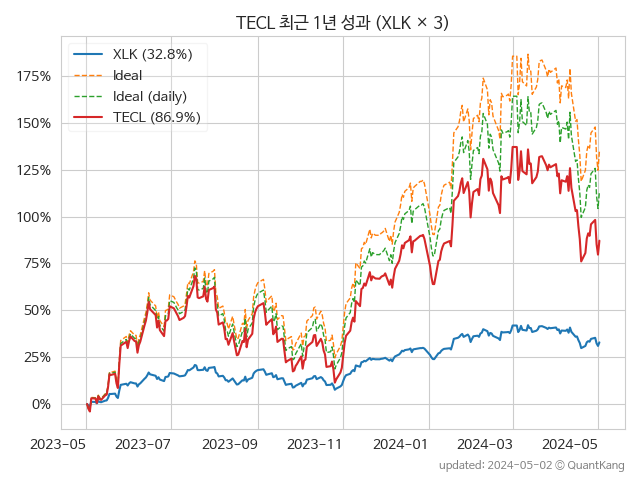 TECL 최근 1년 성과 (XLK × 3)
XLK (32.8%)
Ideal
Ideal (daily)
TECL (86.9%)
175%
150%
125%
100%
75%
50%
25%
0%
2023-05 2023-07 2023-09 2023-11 2024-01 2024-03 2024-05
updated: 2024-05-02 © QuantKang